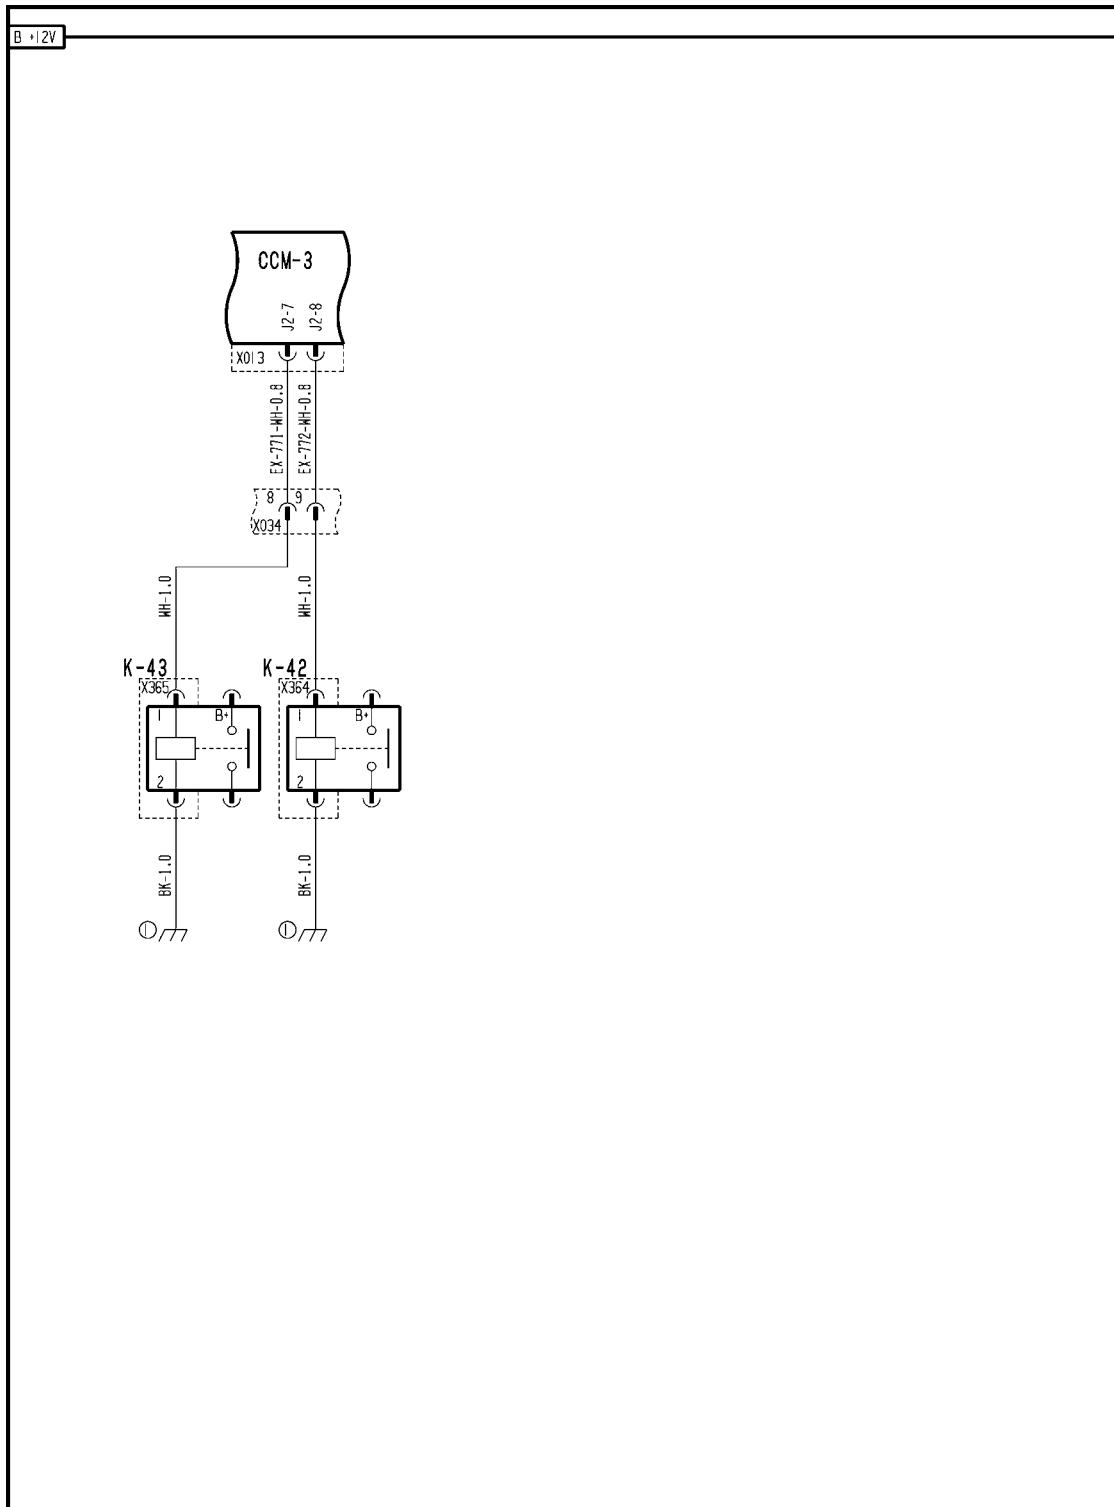 B +12V
CCM-3
J2-7
J2-8
X013
EX-771-WH-0.8
EX-772-WH-0.8
8 9
X034
WH-1.0
WH-1.0
K-43
K-42
X365
X364
1 B+
1 B+
2
2
BK-1.0
BK-1.0
1
1